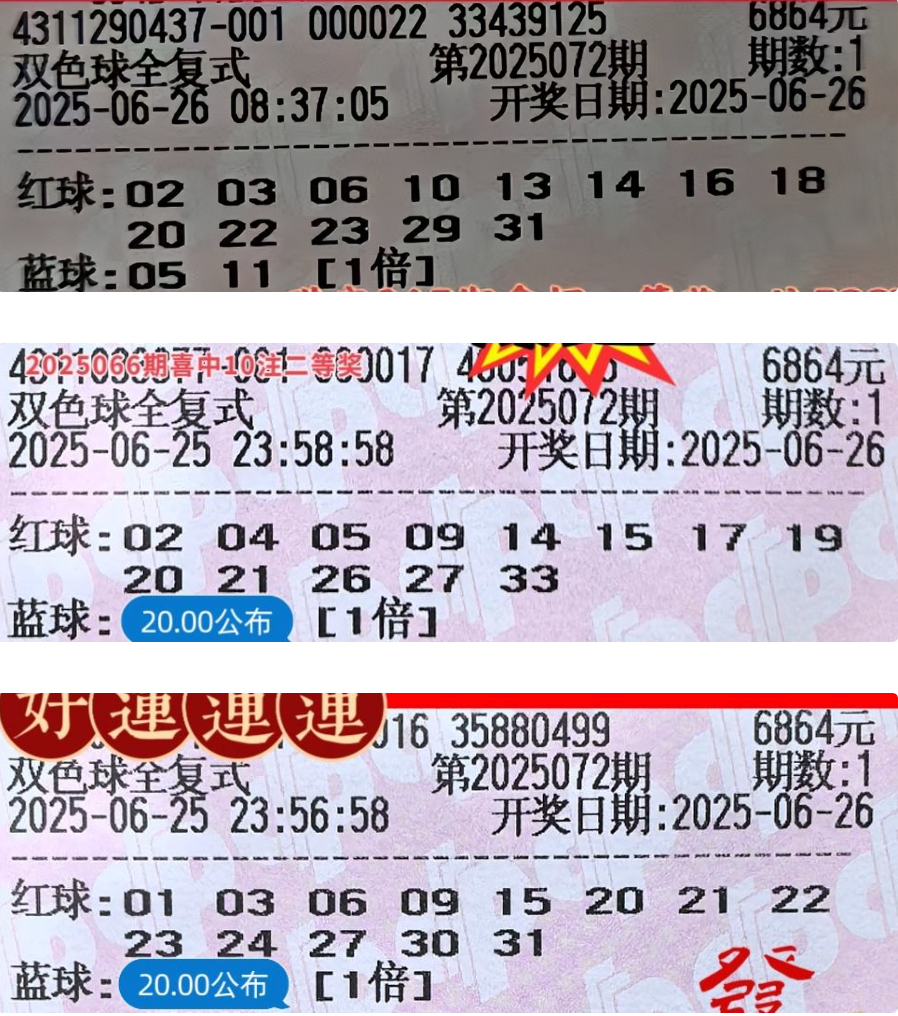 4311290437-001 000022 33439125 6864元
双色球全复式 第2025072期 期数:1
2025-06-26 08:37:05 开奖日期:2025-06-26
红球:02 03 06 10 13 14 16 18
20 22 23 29 31
蓝球:05 11 [1倍]
2025066期喜中10注二等奖
0017 6864元
双色球全复式 第2025072期 期数:1
2025-06-25 23:58:58 开奖日期:2025-06-26
红球:02 04 05 09 14 15 17 19
20 21 26 27 33
蓝球: 20.00公布 [1倍]
好運運運
016 35880499 6864元
双色球全复式 第2025072期 期数:1
2025-06-25 23:56:58 开奖日期:2025-06-26
红球:01 03 06 09 15 20 21 22
23 24 27 30 31
蓝球: 20.00公布 [1倍]
發